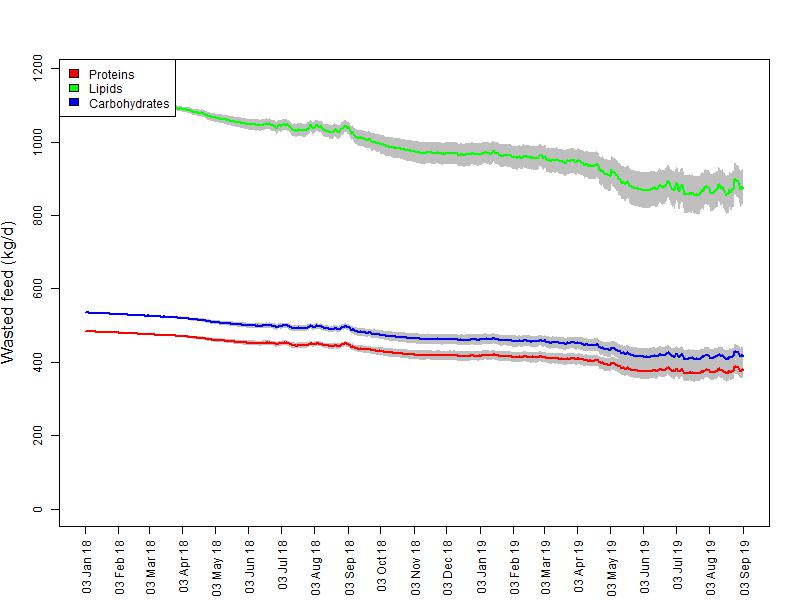 Proteins
Lipids
Carbohydrates
Wasted feed (kg/d)
1200
1000
800
600
400
200
0
03 Jan 18
03 Feb 18
03 Mar 18
03 Apr 18
03 May 18
03 Jun 18
03 Jul 18
03 Aug 18
03 Sep 18
03 Oct 18
03 Nov 18
03 Dec 18
03 Jan 19
03 Feb 19
03 Mar 19
03 Apr 19
03 May 19
03 Jun 19
03 Jul 19
03 Aug 19
03 Sep 19